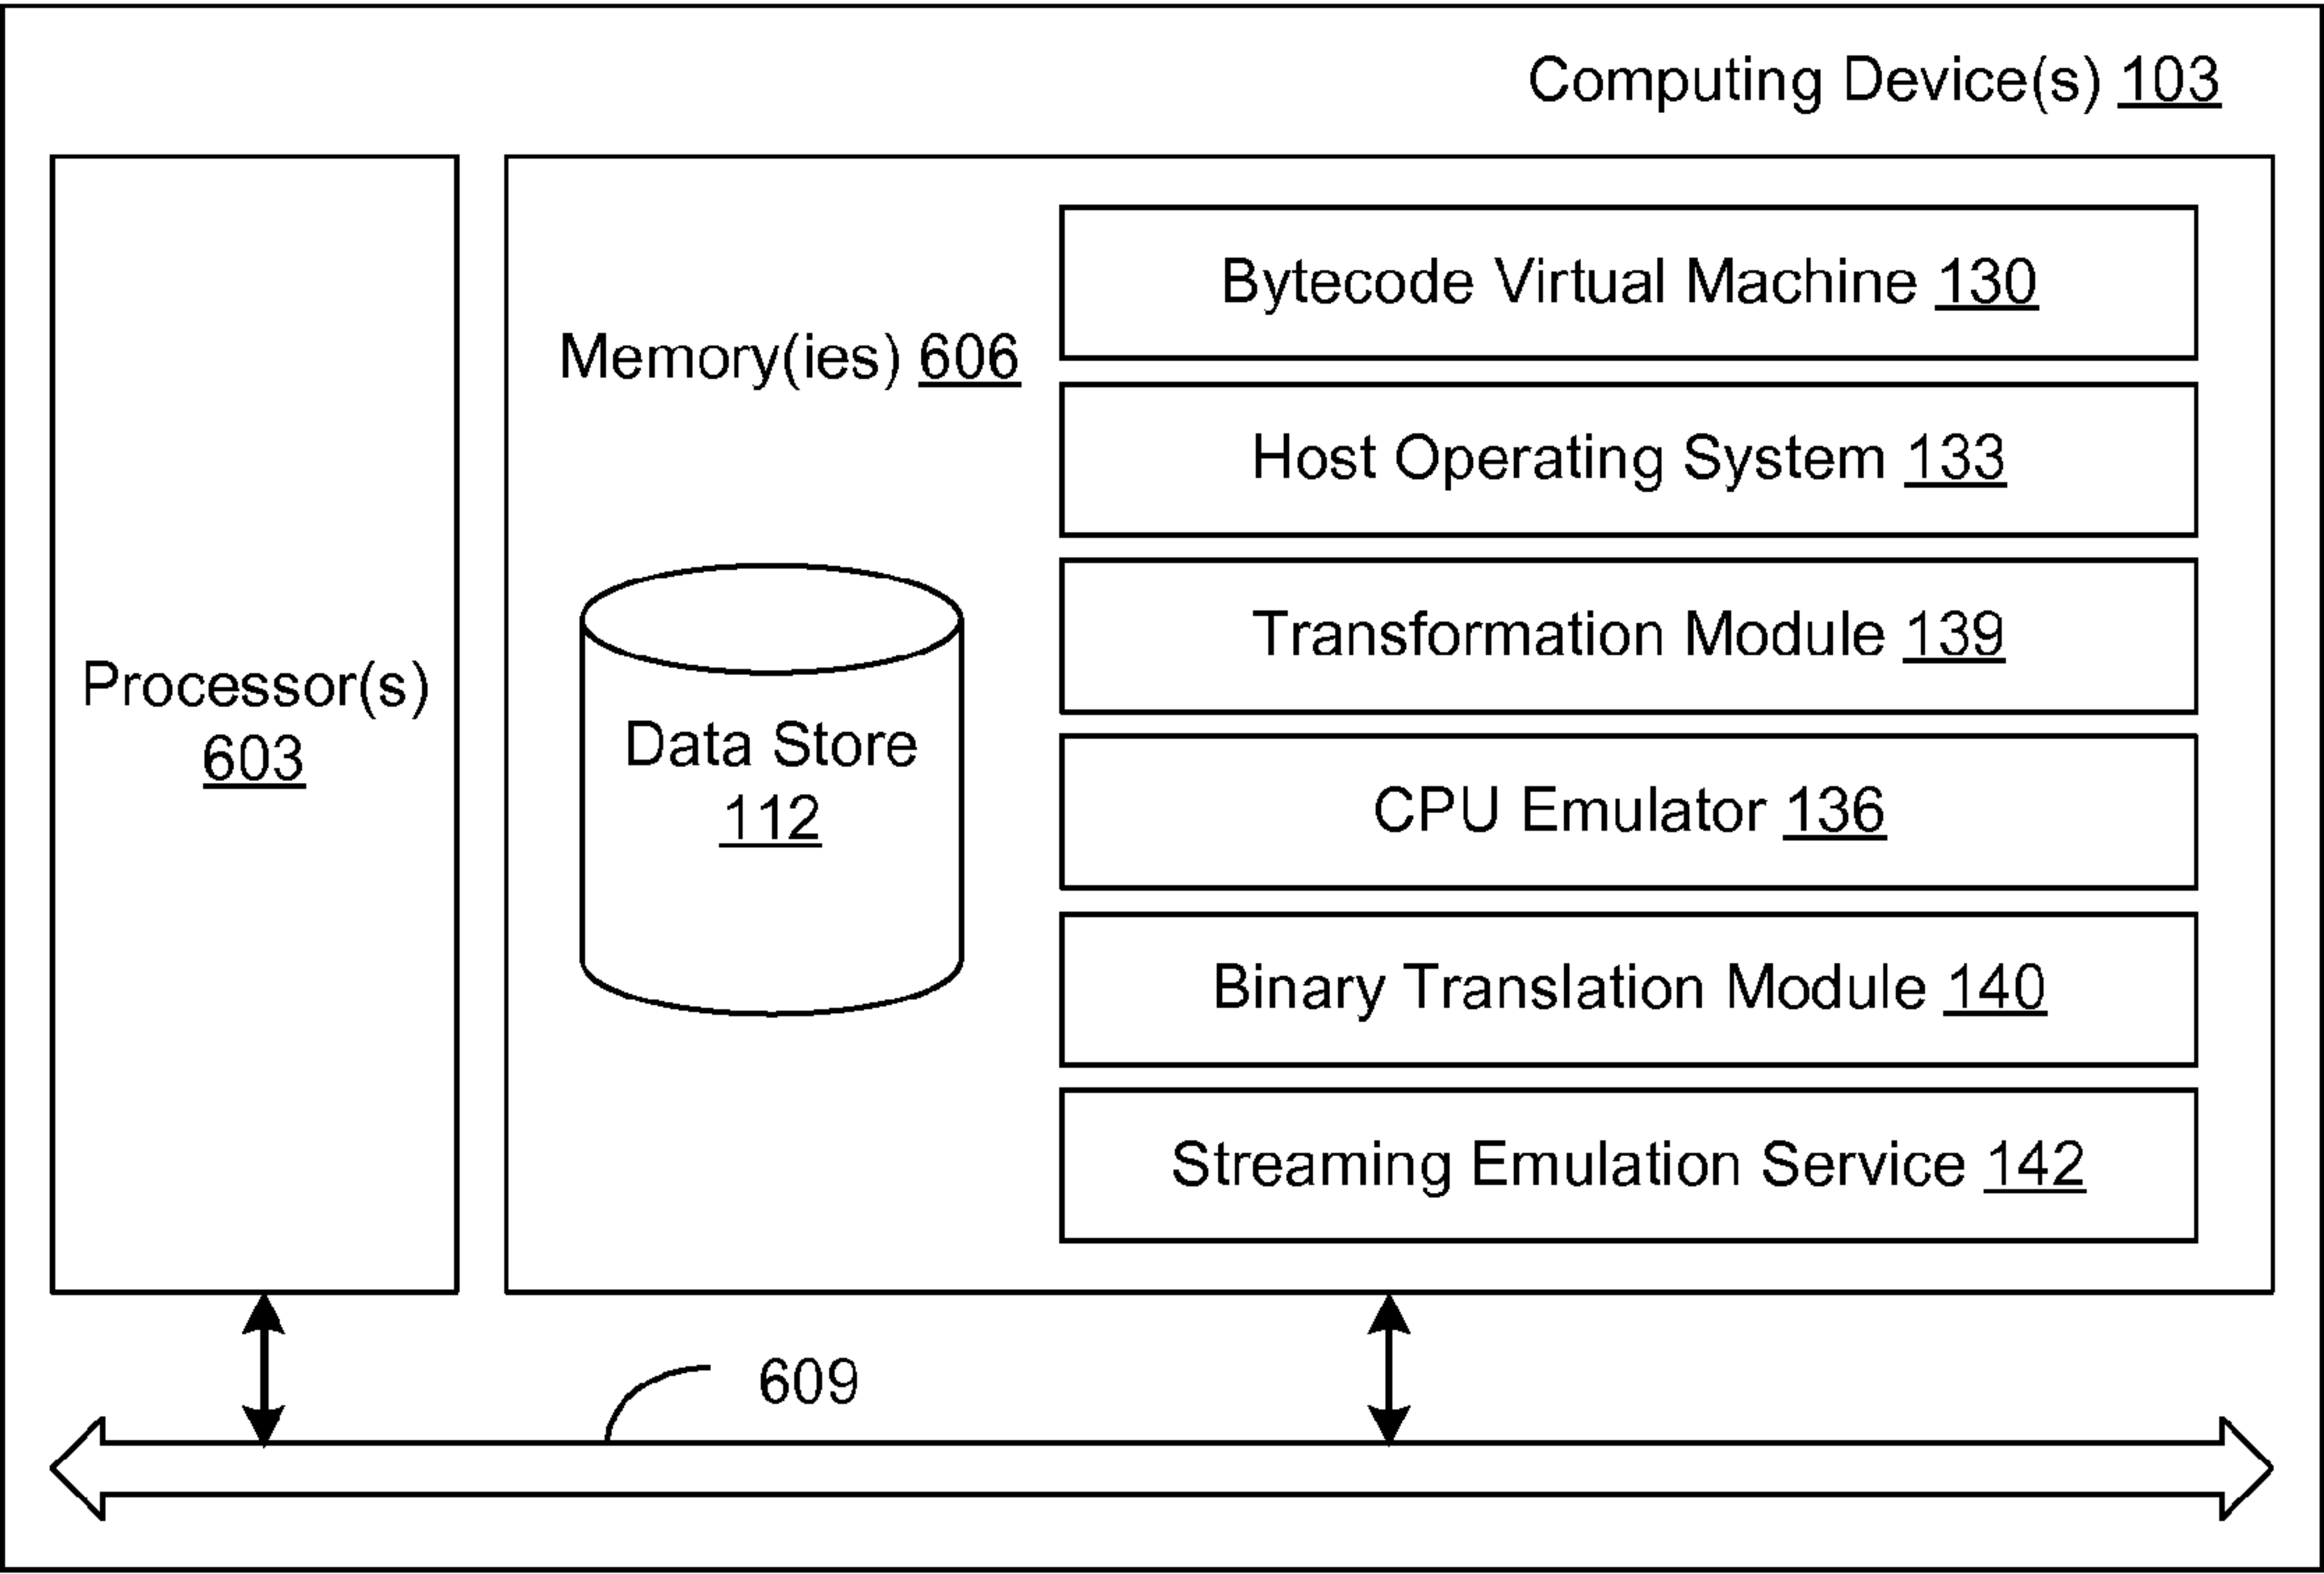 Computing Device(s) 103
Processor(s)
603
Memory(ies) 606
Data Store
112
Bytecode Virtual Machine 130
Host Operating System 133
Transformation Module 139
CPU Emulator 136
Binary Translation Module 140
Streaming Emulation Service 142
609